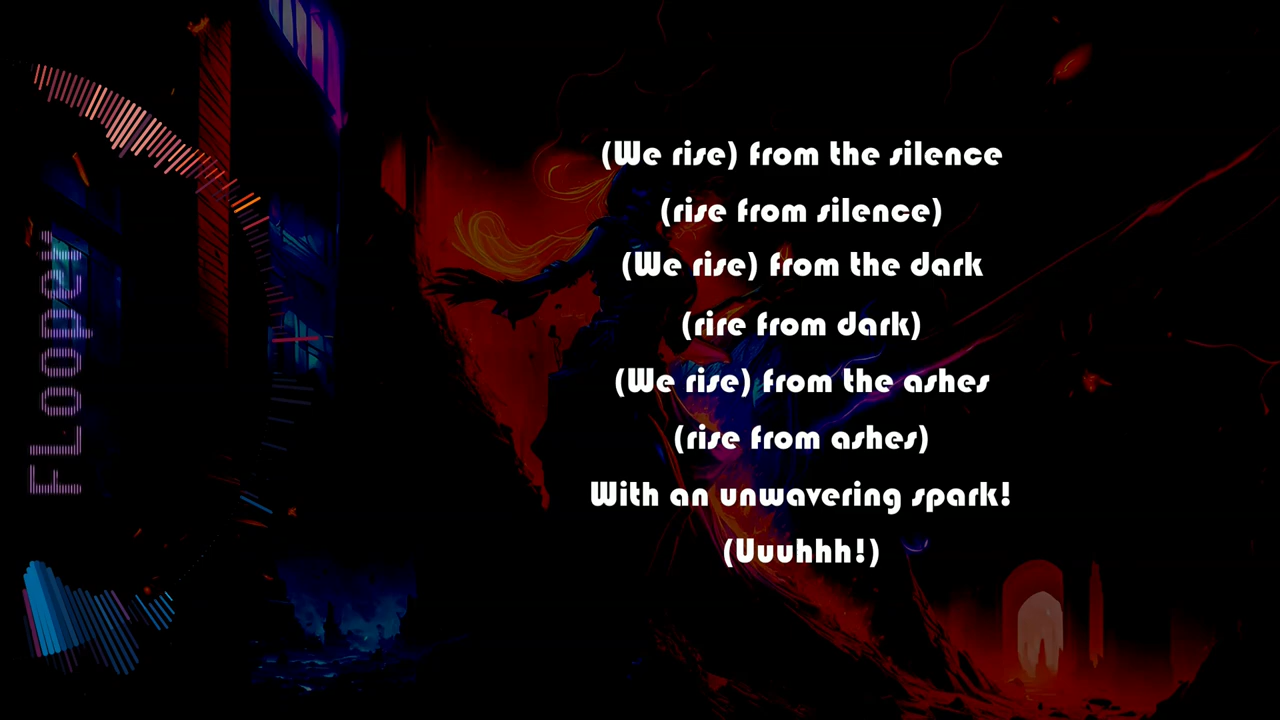 FLooper
(We rise) from the silence
(rise from silence)
(We rise) from the dark
(rire from dark)
(We rise) from the ashes
(rise from ashes)
With an unwavering spark!
(Uuuhhh!)